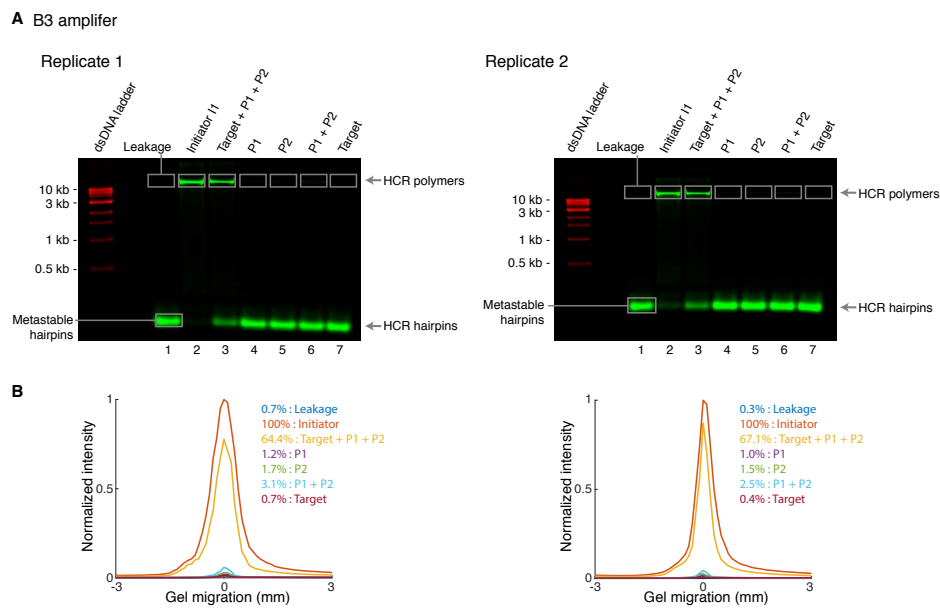 A B3 amplifer
Replicate 1
dsDNA ladder
Leakage
Initiator I1
Target + P1 + P2
P1
P2
P1 + P2
Target
10 kb -
3 kb -
1 kb -
0.5 kb -
HCR polymers
Metastable
hairpins
HCR hairpins
1 2 3 4 5 6 7
Replicate 2
dsDNA ladder
Leakage
Initiator I1
Target + P1 + P2
P1
P2
P1 + P2
Target
10 kb -
3 kb -
1 kb -
0.5 kb -
HCR polymers
Metastable
hairpins
HCR hairpins
1 2 3 4 5 6 7
B
Normalized intensity
1
0.5
0
-3 0 3
Gel migration (mm)
0.7% : Leakage
100% : Initiator
64.4% : Target + P1 + P2
1.2% : P1
1.7% : P2
3.1% : P1 + P2
0.7% : Target
Normalized intensity
1
0.5
0
-3 0 3
Gel migration (mm)
0.3% : Leakage
100% : Initiator
67.1% : Target + P1 + P2
1.0% : P1
1.5% : P2
2.5% : P1 + P2
0.4% : Target